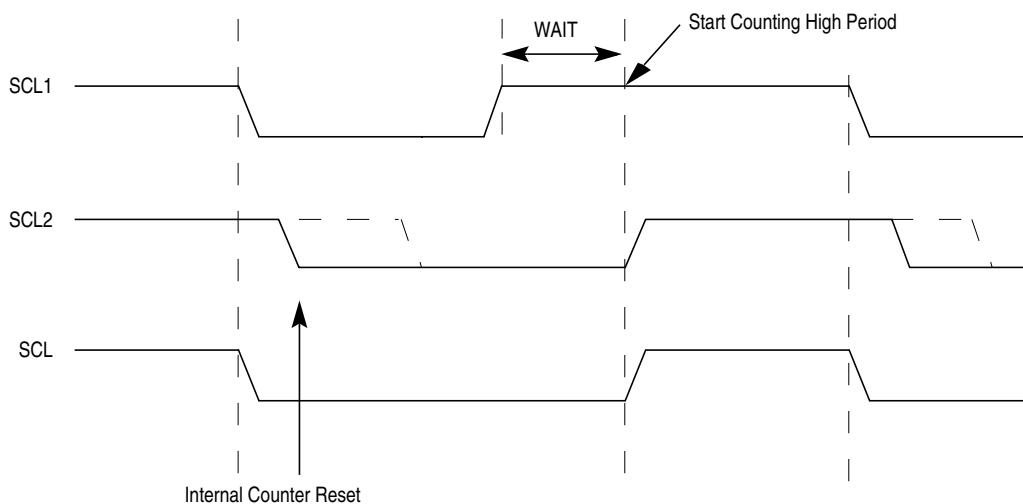 Start Counting High Period
WAIT
SCL1
SCL2
SCL
Internal Counter Reset